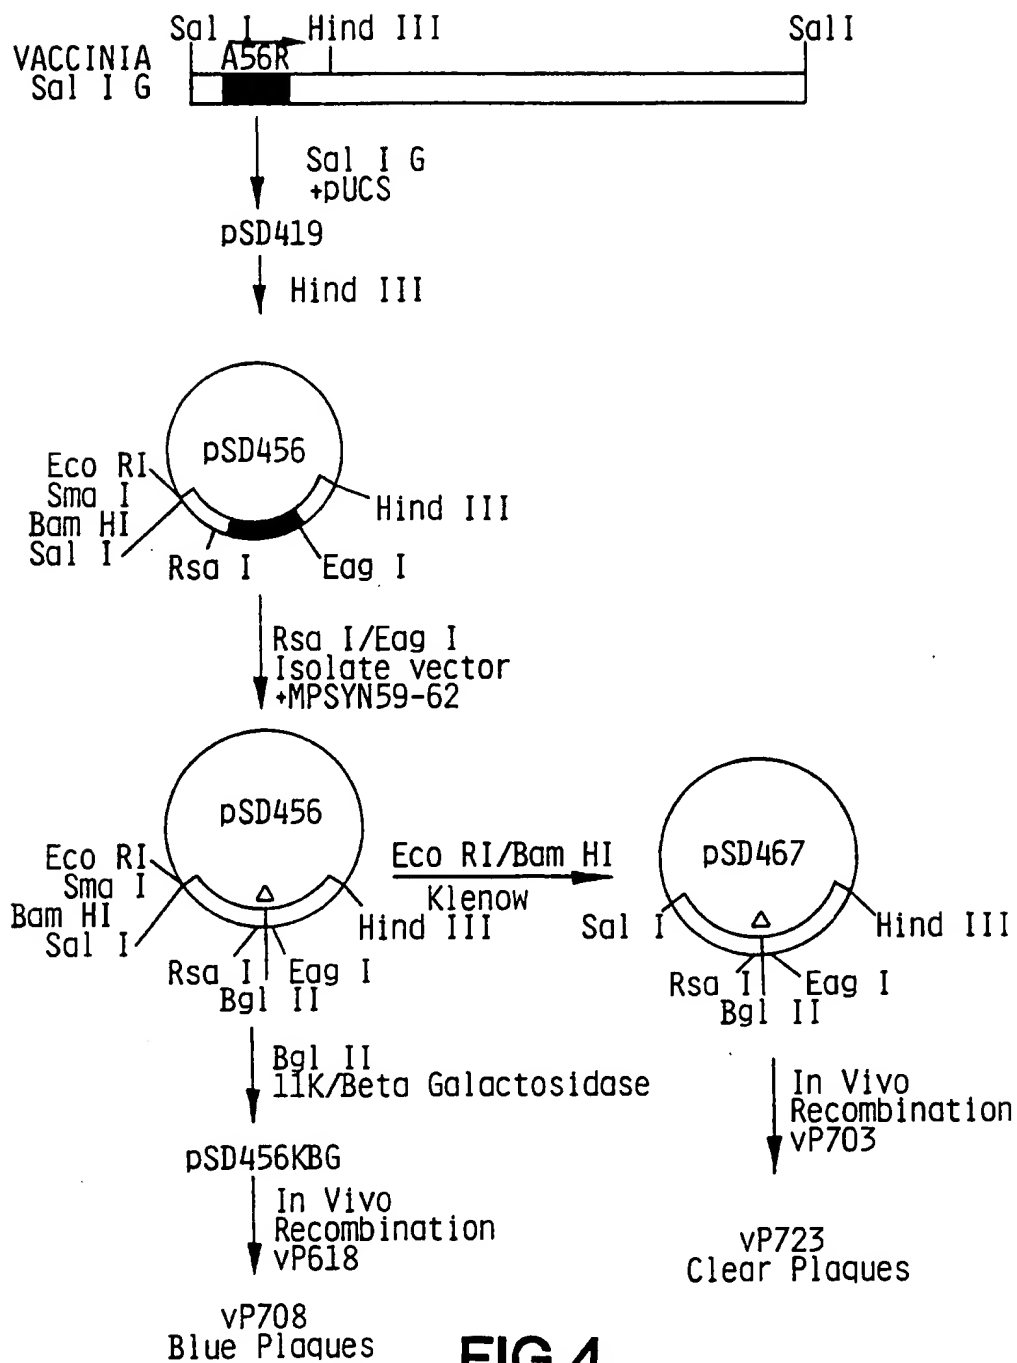 Sal I Hind III SalI
VACCINIA A56R
Sal I G
Sal I G
+pUCS
pSD419
Hind III
pSD456
Eco RI
Sma I
Bam HI
Sal I
Hind III
Rsa I Eag I
Rsa I/Eag I
Isolate vector
+MPSYN59-62
pSD456
Eco RI
Sma I
Bam HI
Sal I
Δ
Hind III
Rsa I Eag I
Bgl II
Eco RI/Bam HI
Klenow
pSD467
Sal I
Δ
Hind III
Rsa I Eag I
Bgl II
Bgl II
11K/Beta Galactosidase
pSD456KBG
In Vivo
Recombination
vP618
vP708
Blue Plaques
In Vivo
Recombination
vP703
vP723
Clear Plaques
FIG.4